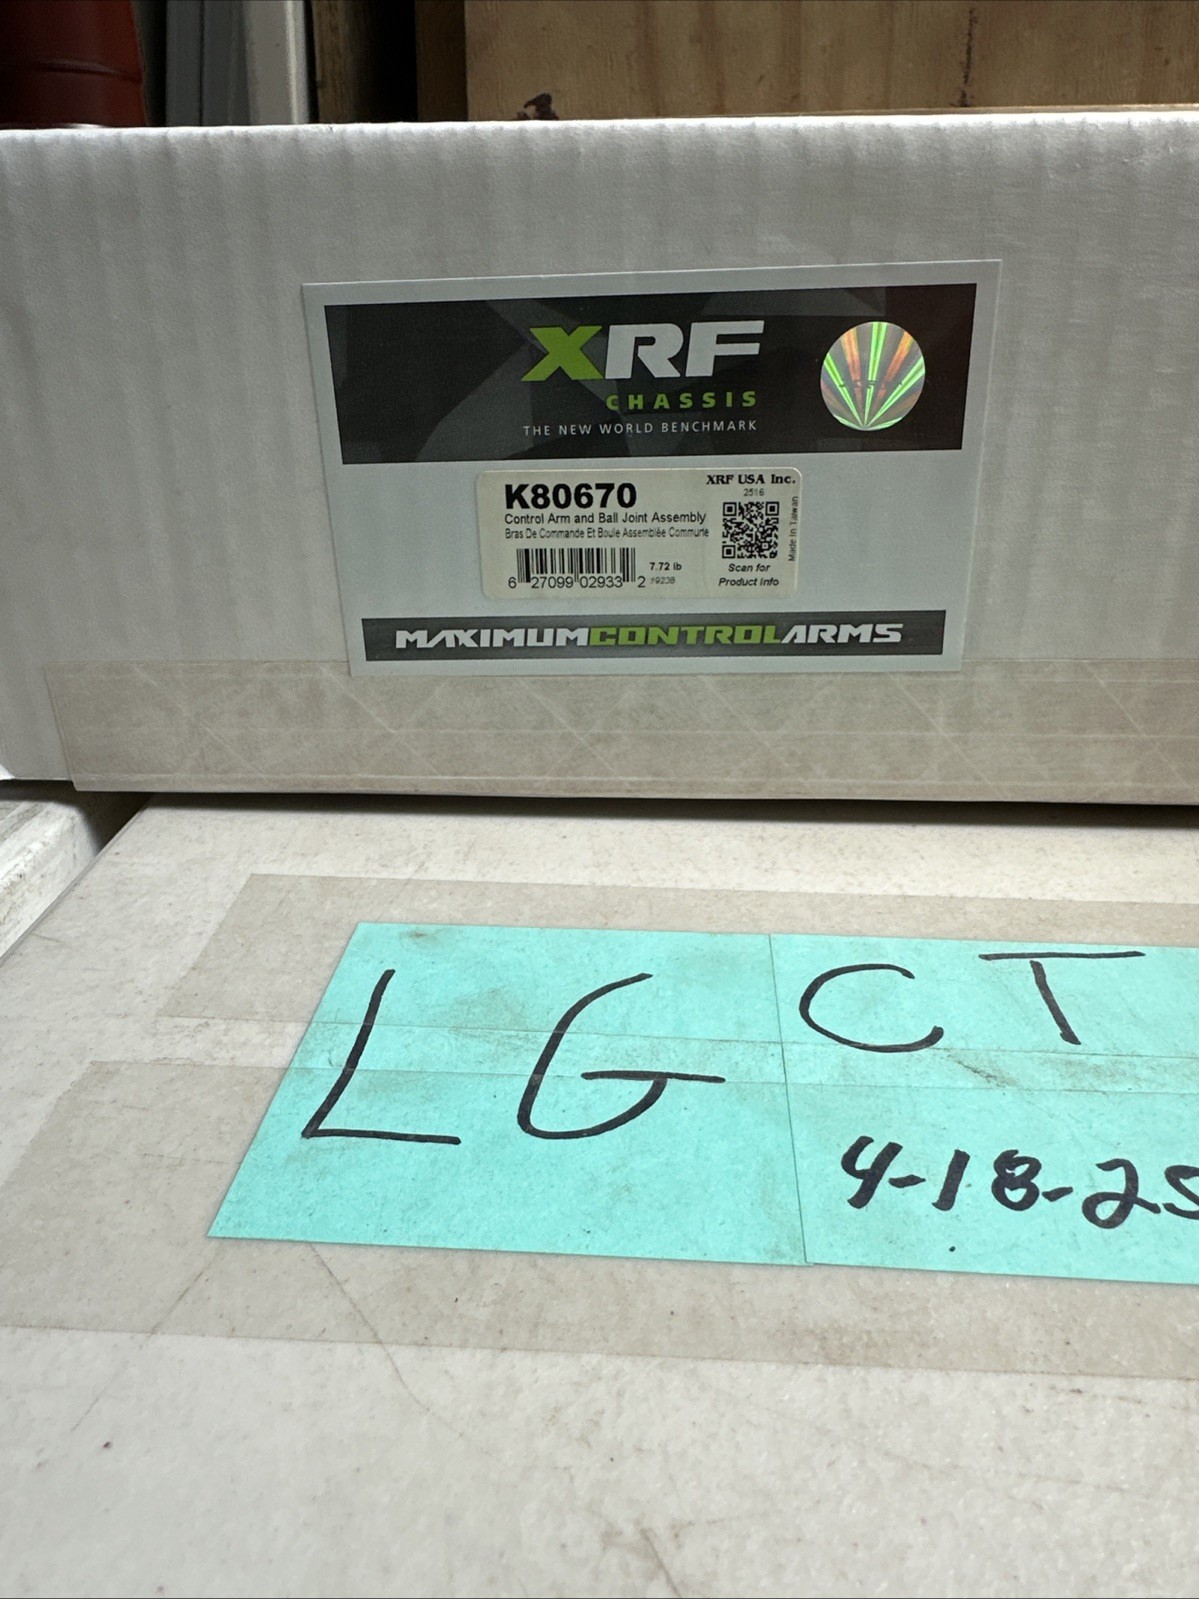 XRF
CHASSIS
THE NEW WORLD BENCHMARK
XRF USA Inc.
2516
K80670
Control Arm and Ball Joint Assembly
Bras De Commande Et Boule Assemblée Commune
Made in Taiwan
7.72 lb
6 27099 02933 2
Scan for
Product Info
MAXIMUMCONTROLARMS
LG
CT
4-18-25